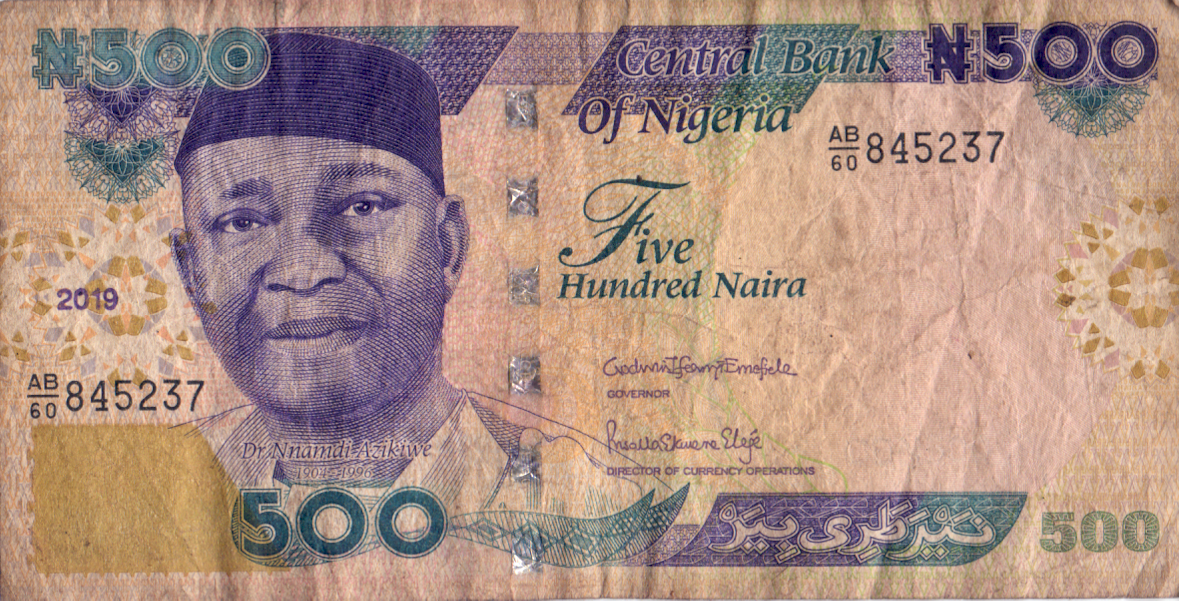 ₦500
Central Bank
Of Nigeria
₦500
AB/60 845237
Five
Hundred Naira
2019
AB/60 845237
Godwin Ifeanyi Emefiele
GOVERNOR
Priscilla Ekwere Eleje
DIRECTOR OF CURRENCY OPERATIONS
Dr Nnamdi Azikiwe
1904-1996
500
نَيْرَ طَرِى بِيَرْ
500